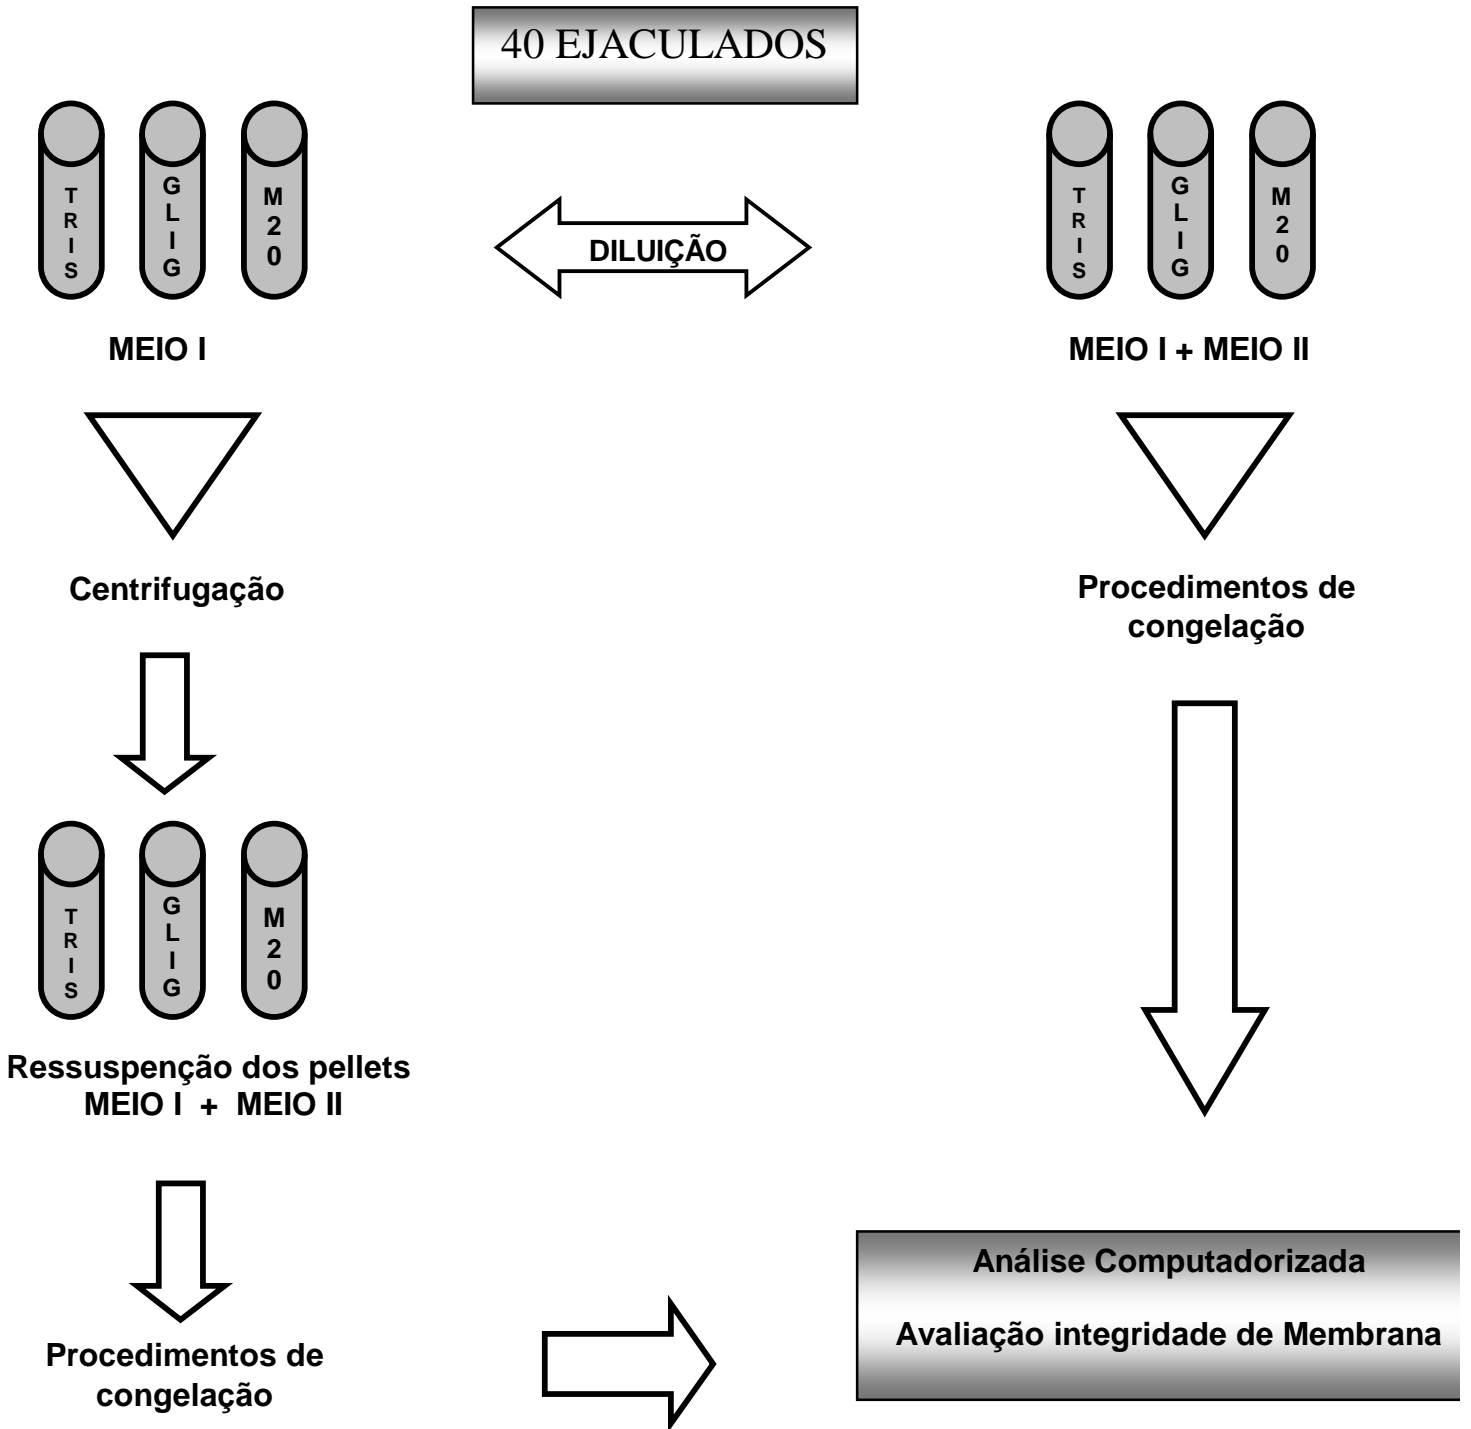 40 EJACULADOS
TRIS
GLIG
M20
DILUIÇÃO
TRIS
GLIG
M20
MEIO I
MEIO I + MEIO II
Centrifugação
Procedimentos de
congelação
TRIS
GLIG
M20
Ressuspenção dos pellets
MEIO I + MEIO II
Procedimentos de
congelação
Análise Computadorizada
Avaliação integridade de Membrana